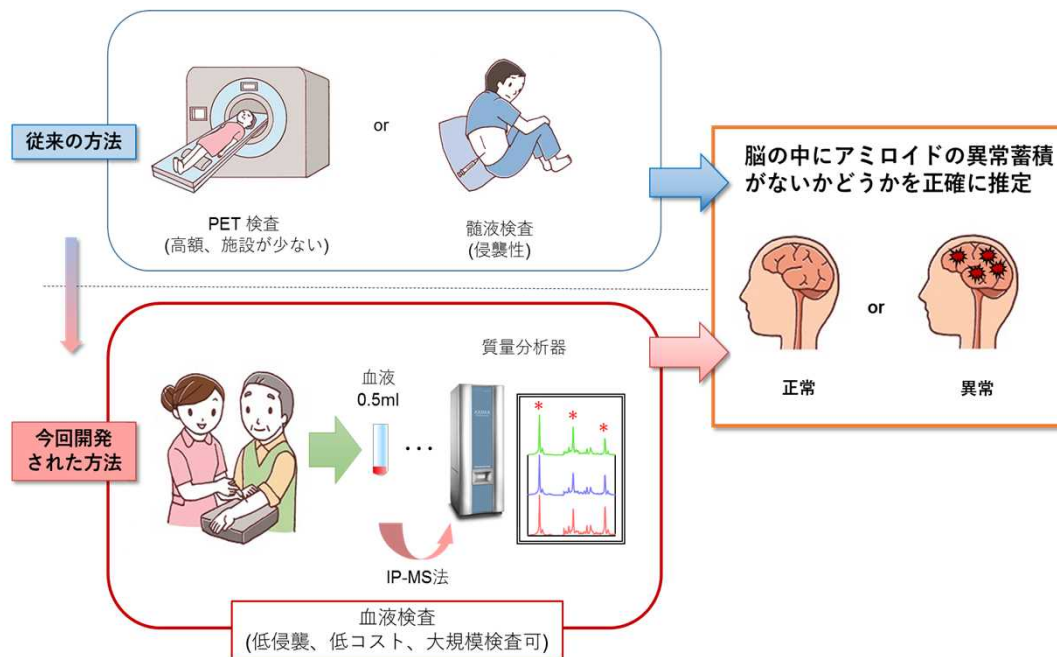 従来の方法
or
PET 検査
(高額、施設が少ない)
髄液検査
(侵襲性)
脳の中にアミロイドの異常蓄積
がないかどうかを正確に推定
or
正常
異常
今回開発
された方法
血液
0.5ml
・・・
質量分析器
* * *
IP-MS法
血液検査
(低侵襲、低コスト、大規模検査可)